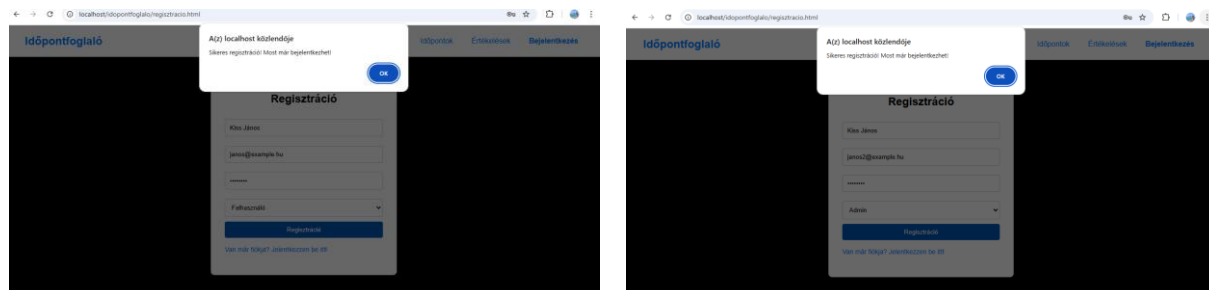 localhost/idopontfoglalo/regisztracio.html
Időpontfoglaló
A(z) localhost közlendője
Sikeres regisztráció! Most már bejelentkezhet!
OK
Időpontok Értékelések Bejelentkezés
Regisztráció
Kiss János
janos@example.hu
Felhasználó
Regisztráció
Van már fiókja? Jelentkezzen be itt!
localhost/idopontfoglalo/regisztracio.html
Időpontfoglaló
A(z) localhost közlendője
Sikeres regisztráció! Most már bejelentkezhet!
OK
Időpontok Értékelések Bejelentkezés
Regisztráció
Kiss János
janos2@example.hu
Admin
Regisztráció
Van már fiókja? Jelentkezzen be itt!